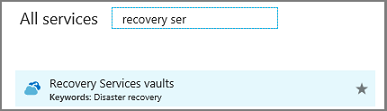 All services recovery ser
Recovery Services vaults
Keywords: Disaster recovery